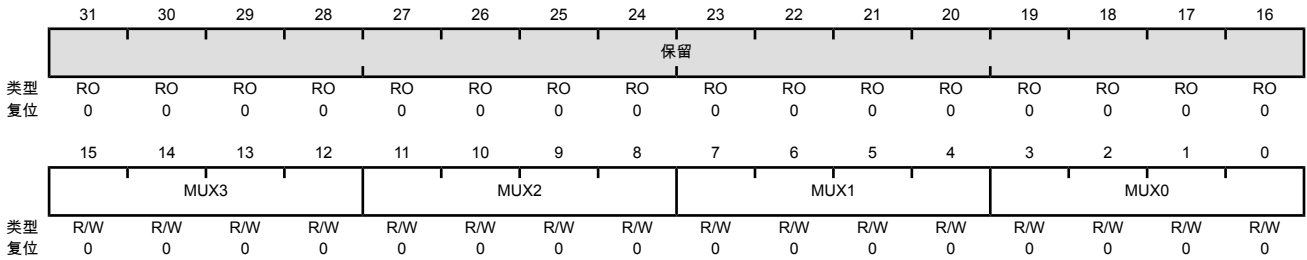 31 30 29 28 27 26 25 24 23 22 21 20 19 18 17 16
保留
类型 RO RO RO RO RO RO RO RO RO RO RO RO RO RO RO RO
复位 0 0 0 0 0 0 0 0 0 0 0 0 0 0 0 0
15 14 13 12 11 10 9 8 7 6 5 4 3 2 1 0
MUX3 MUX2 MUX1 MUX0
类型 R/W R/W R/W R/W R/W R/W R/W R/W R/W R/W R/W R/W R/W R/W R/W R/W
复位 0 0 0 0 0 0 0 0 0 0 0 0 0 0 0 0